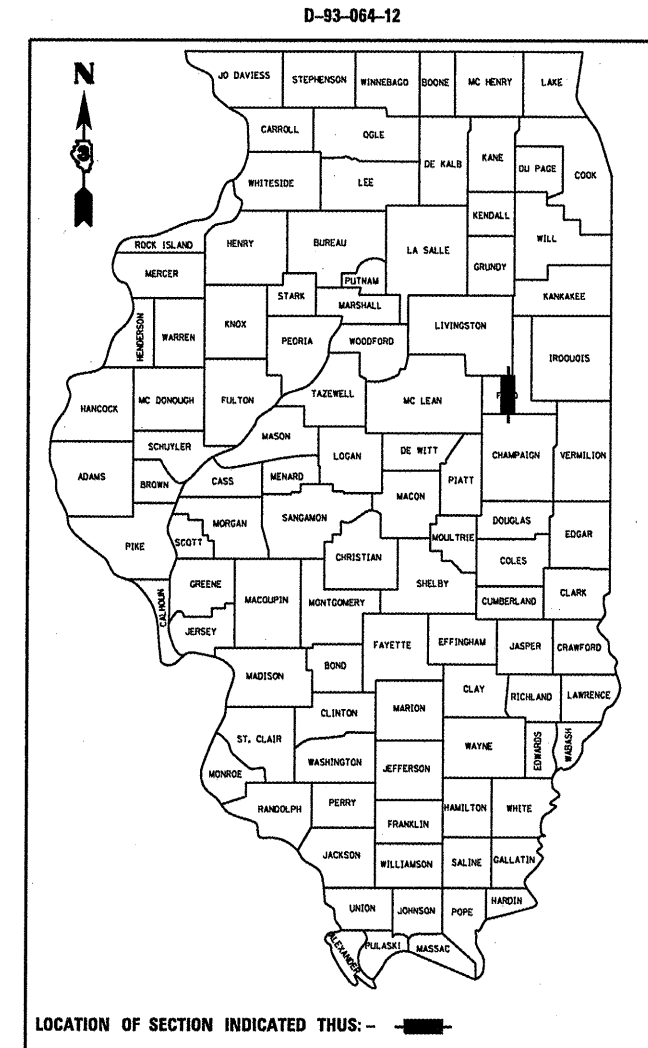 D-93-064-12
N
3
JO DAVIESS STEPHENSON WINNEBAGO BOONE MC HENRY LAKE
CARROLL OGLE
DE KALB KANE DU PAGE COOK
WHITESIDE LEE
KENDALL
WILL
ROCK ISLAND HENRY BUREAU LA SALLE
GRUNDY
MERCER PUTNAM
STARK MARSHALL KANKAKEE
HENDERSON WARREN KNOX PEORIA WOODFORD LIVINGSTON IROQUOIS
HANCOCK MC DONOUGH FULTON TAZEWELL MC LEAN
SCHUYLER MASON
LOGAN DE WITT CHAMPAIGN VERMILION
ADAMS BROWN CASS MENARD PIATT
MACON
MORGAN SANGAMON DOUGLAS
PIKE SCOTT MOULTRIE EDGAR
CHRISTIAN COLES
GREENE SHELBY
CALHOUN MACOUPIN MONTGOMERY CUMBERLAND CLARK
JERSEY
FAYETTE EFFINGHAM JASPER CRAWFORD
MADISON BOND
CLAY RICHLAND LAWRENCE
CLINTON MARION
ST. CLAIR WAYNE EDWARDS WABASH
WASHINGTON JEFFERSON
MONROE
RANDOLPH PERRY HAMILTON WHITE
FRANKLIN
JACKSON WILLIAMSON SALINE GALLATIN
UNION JOHNSON POPE HARDIN
ALEXANDER PULASKI MASSAC
LOCATION OF SECTION INDICATED THUS: -